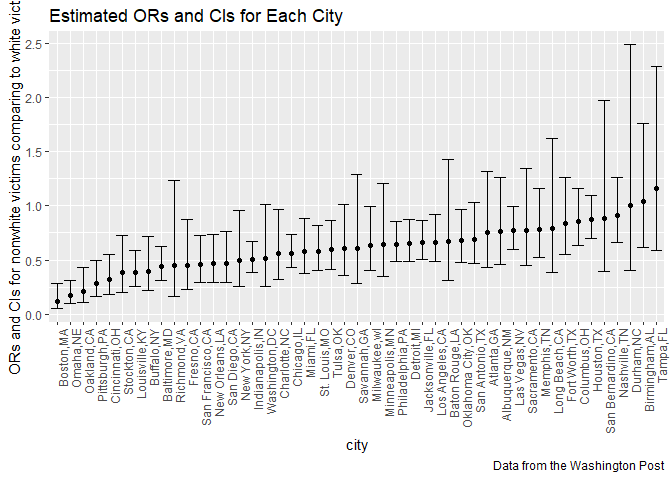 Estimated ORs and CIs for Each City
ORs and CIs for nonwhite victims comparing to white vict
2.5
2.0
1.5
1.0
0.5
0.0
Boston,MA
Omaha,NE
Oakland,CA
Pittsburgh,PA
Cincinnati,OH
Stockton,CA
Louisville,KY
Buffalo,NY
Baltimore,MD
Richmond,VA
Fresno,CA
San Francisco,CA
New Orleans,LA
San Diego,CA
New York,NY
Indianapolis,IN
Washington,DC
Charlotte,NC
Chicago,IL
Miami,FL
St. Louis,MO
Tulsa,OK
Denver,CO
Savannah,GA
Milwaukee,wI
Minneapolis,MN
Philadelphia,PA
Detroit,MI
Jacksonville,FL
Los Angeles,CA
Baton Rouge,LA
Oklahoma City,OK
San Antonio,TX
Atlanta,GA
Albuquerque,NM
Las Vegas,NV
Sacramento,CA
Memphis,TN
Long Beach,CA
Fort Worth,TX
Columbus,OH
Houston,TX
San Bernardino,CA
Nashville,TN
Durham,NC
Birmingham,AL
Tampa,FL
city
Data from the Washington Post